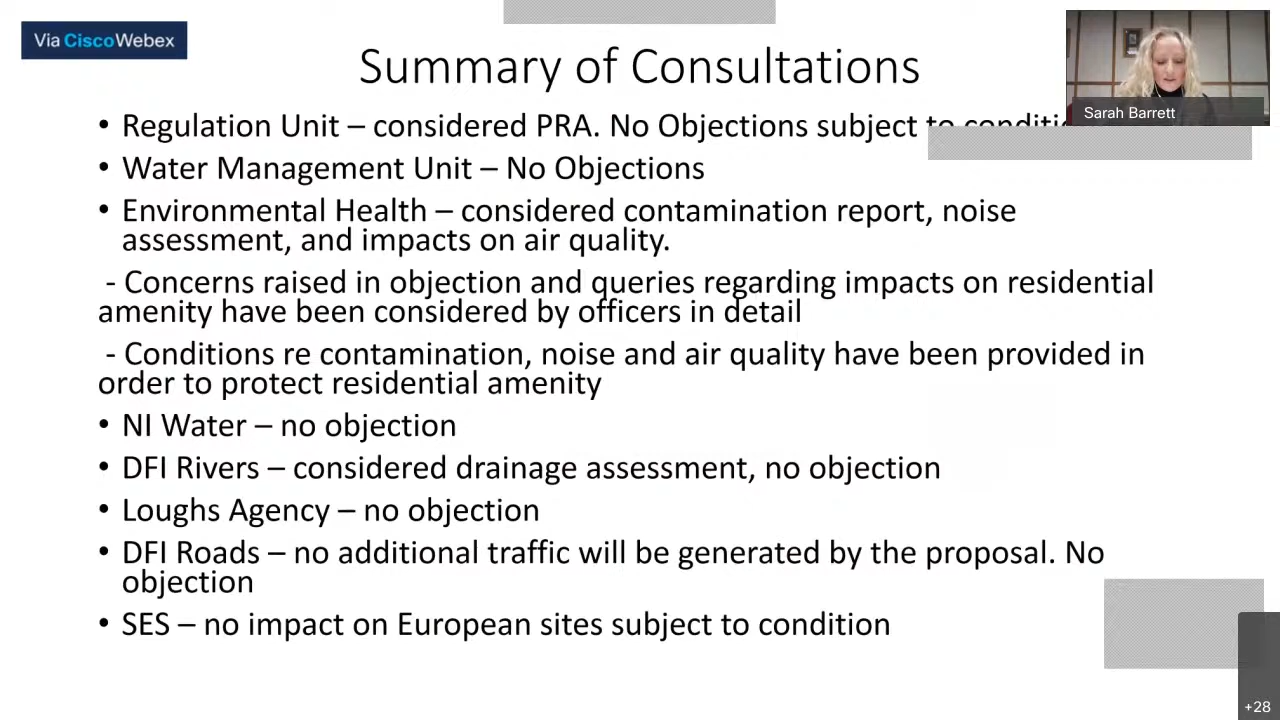 Via CiscoWebex
Summary of Consultations
Sarah Barrett
• Regulation Unit – considered PRA. No Objections subject to
• Water Management Unit – No Objections
• Environmental Health – considered contamination report, noise
assessment, and impacts on air quality.
- Concerns raised in objection and queries regarding impacts on residential
amenity have been considered by officers in detail
- Conditions re contamination, noise and air quality have been provided in
order to protect residential amenity
• NI Water – no objection
• DFI Rivers – considered drainage assessment, no objection
• Loughs Agency – no objection
• DFI Roads – no additional traffic will be generated by the proposal. No
objection
• SES – no impact on European sites subject to condition
+28